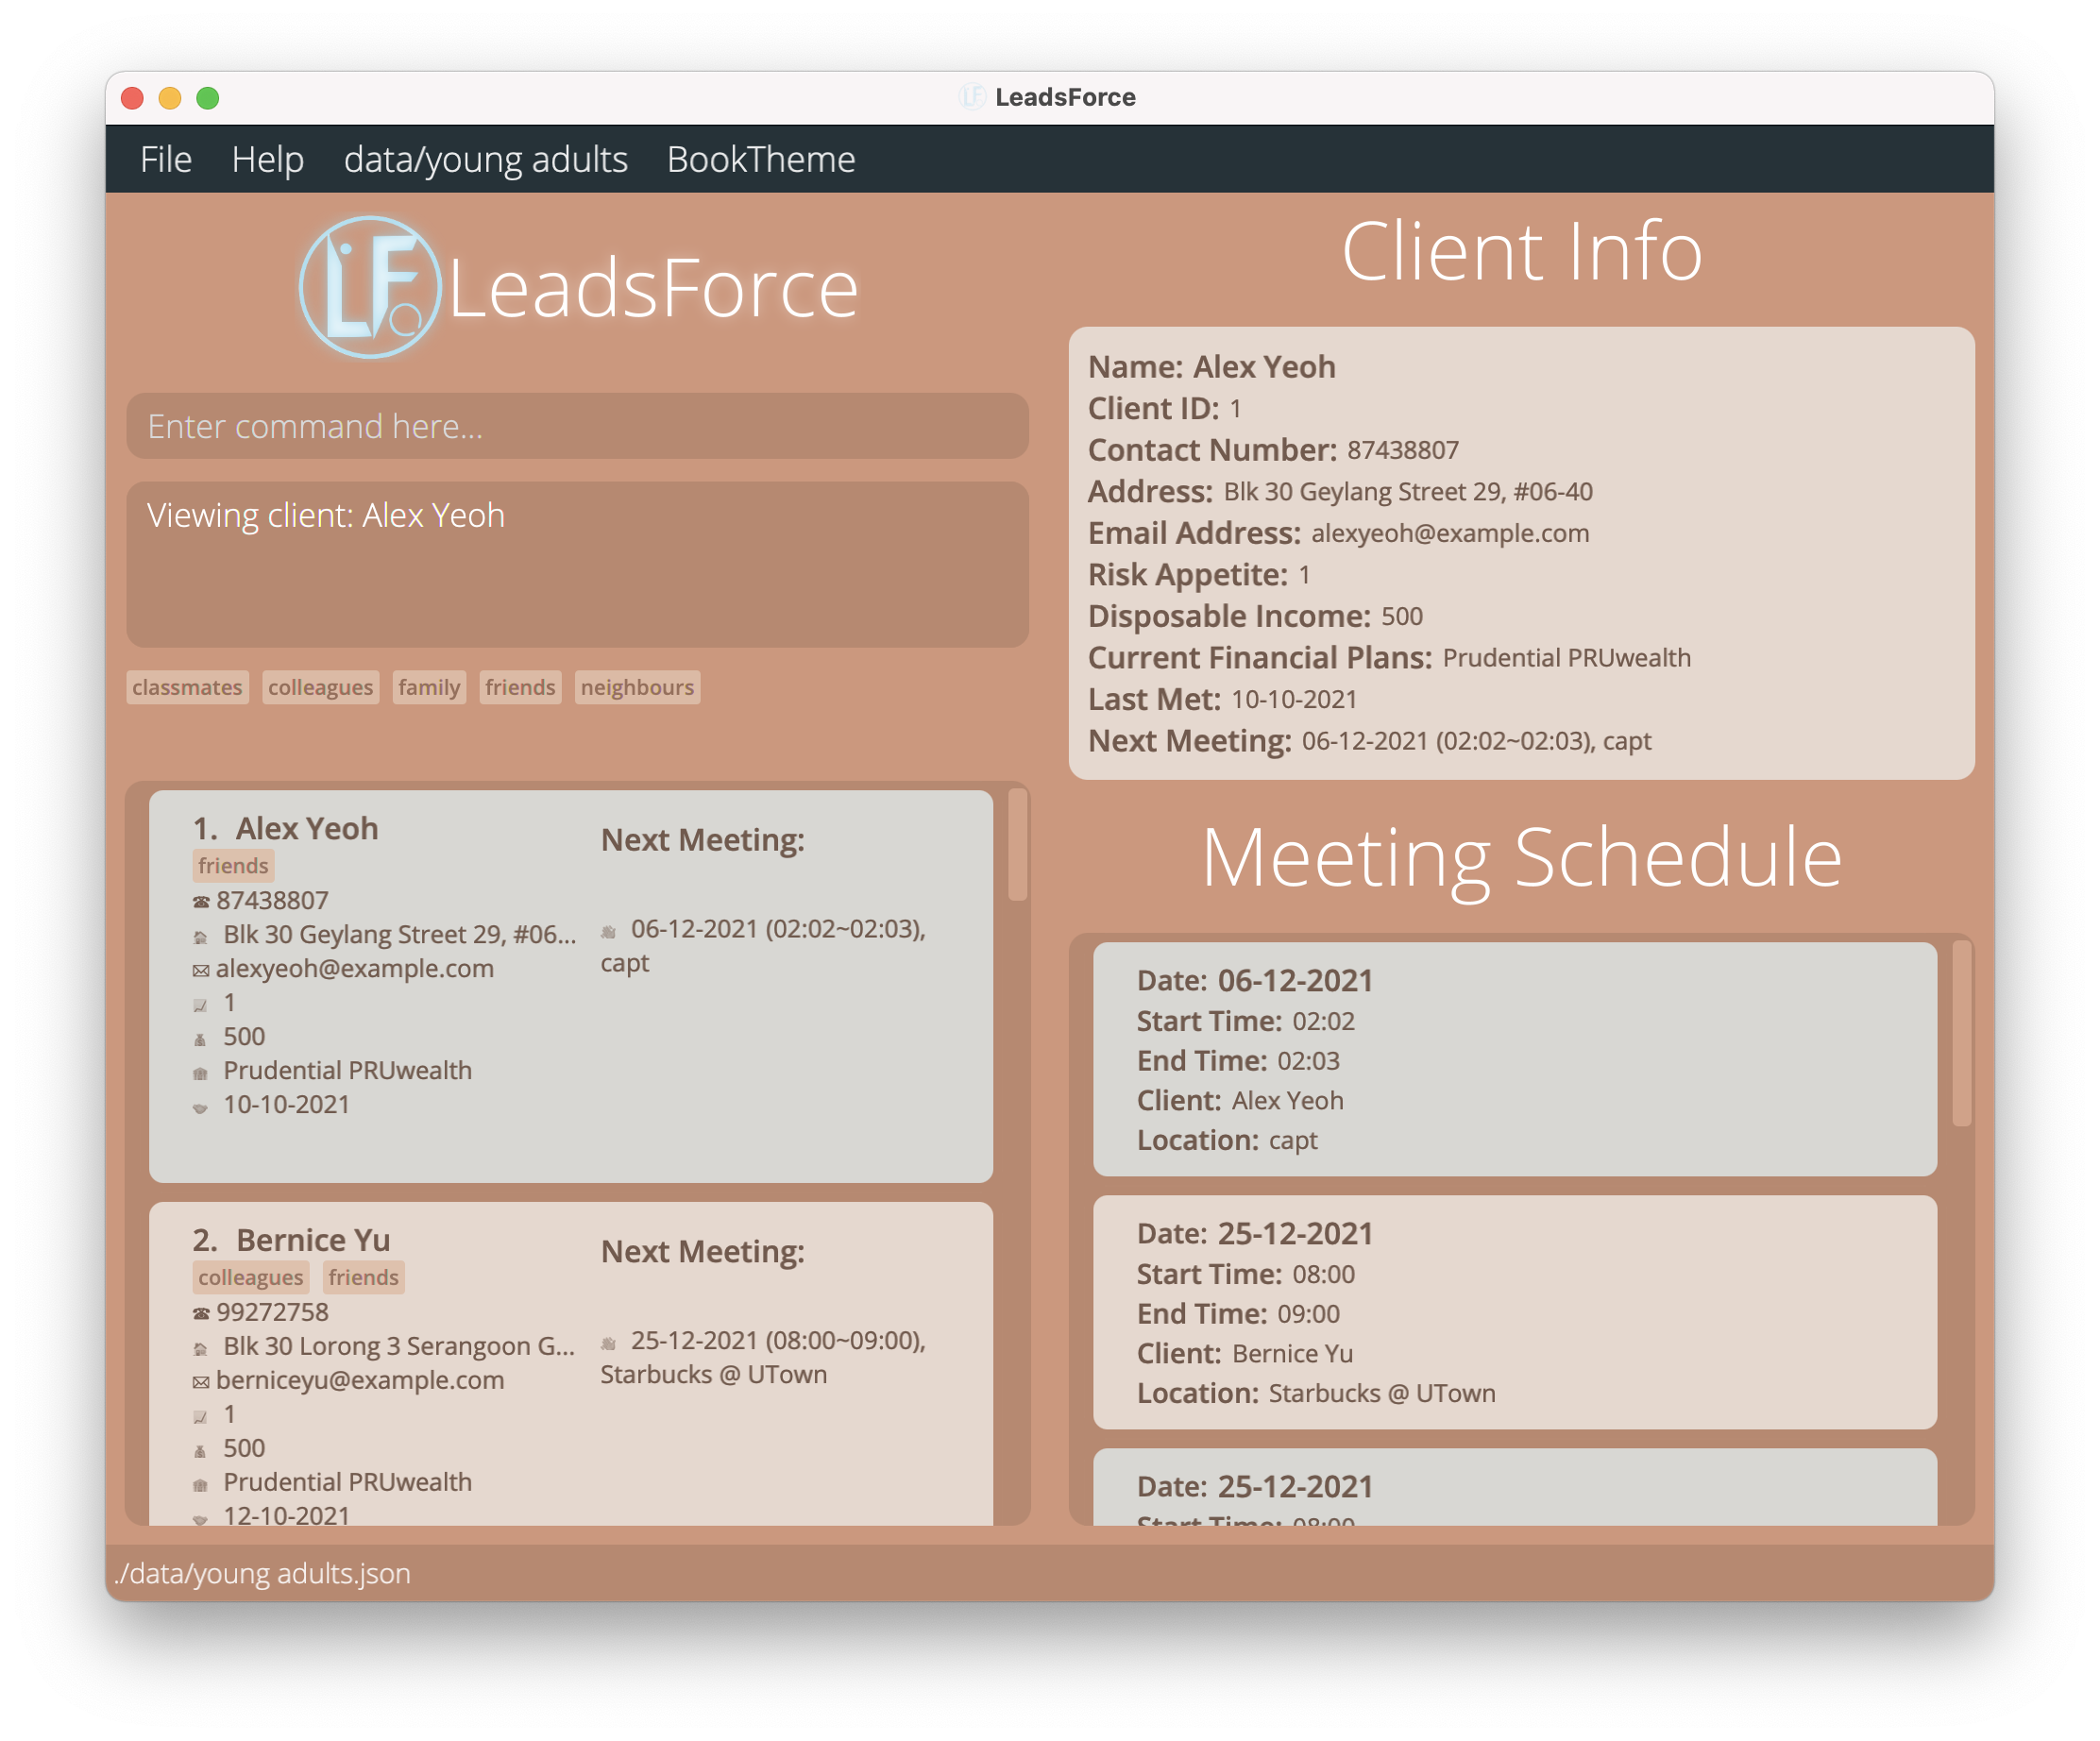 LeadsForce
File Help data/young adults BookTheme
LeadsForce
Enter command here...
Viewing client: Alex Yeoh
classmates colleagues family friends neighbours
1. Alex Yeoh
friends
87438807
Blk 30 Geylang Street 29, #06...
alexyeoh@example.com
1
500
Prudential PRUwealth
10-10-2021
Next Meeting:
06-12-2021 (02:02~02:03),
capt
2. Bernice Yu
colleagues friends
99272758
Blk 30 Lorong 3 Serangoon G...
berniceyu@example.com
1
500
Prudential PRUwealth
12-10-2021
Next Meeting:
25-12-2021 (08:00~09:00),
Starbucks @ UTown
Client Info
Name: Alex Yeoh
Client ID: 1
Contact Number: 87438807
Address: Blk 30 Geylang Street 29, #06-40
Email Address: alexyeoh@example.com
Risk Appetite: 1
Disposable Income: 500
Current Financial Plans: Prudential PRUwealth
Last Met: 10-10-2021
Next Meeting: 06-12-2021 (02:02~02:03), capt
Meeting Schedule
Date: 06-12-2021
Start Time: 02:02
End Time: 02:03
Client: Alex Yeoh
Location: capt
Date: 25-12-2021
Start Time: 08:00
End Time: 09:00
Client: Bernice Yu
Location: Starbucks @ UTown
Date: 25-12-2021
Start Time: 08:00
./data/young adults.json